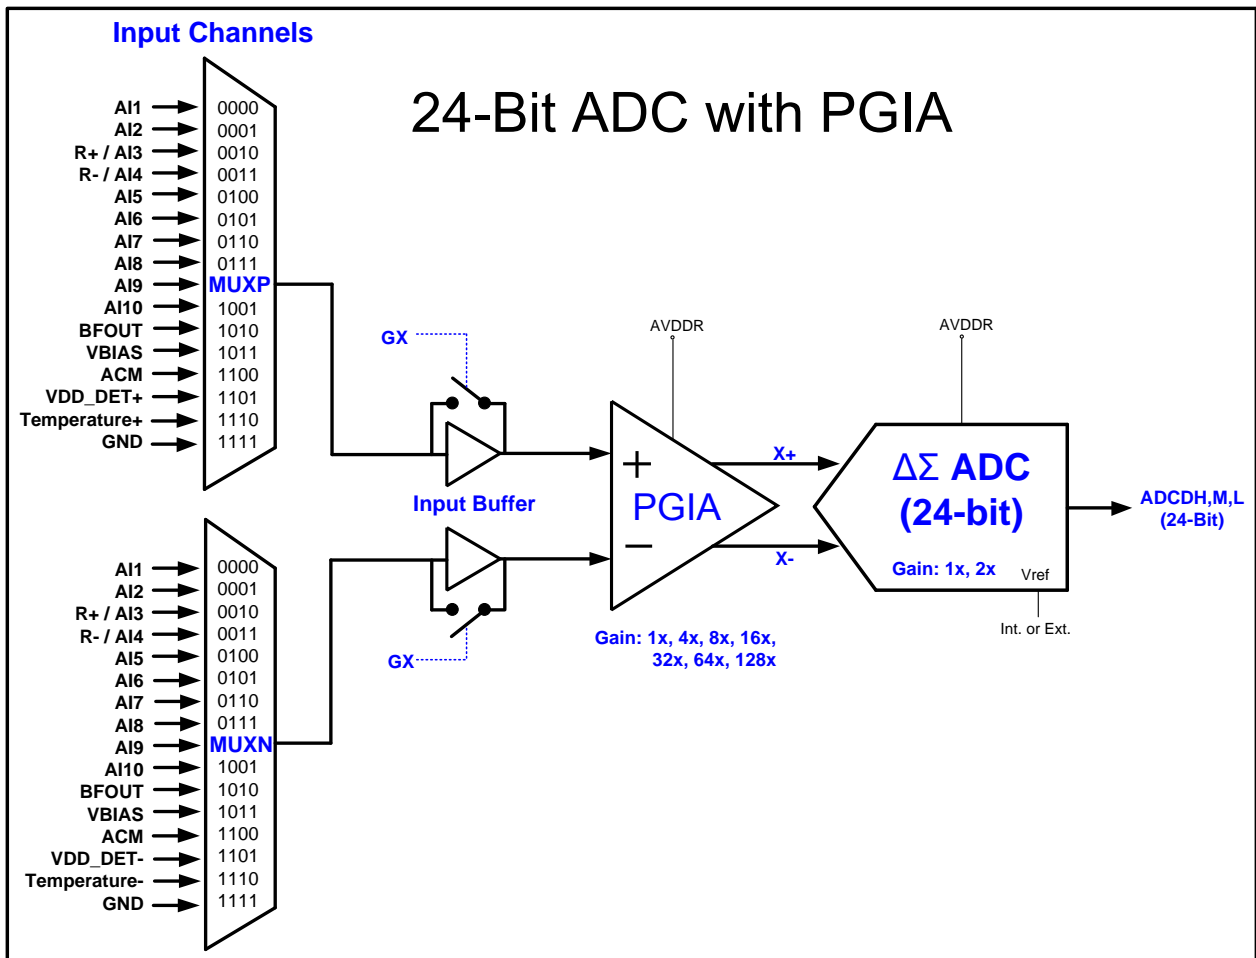 Input Channels
24-Bit ADC with PGIA
AI1 0000
AI2 0001
R+ / AI3 0010
R- / AI4 0011
AI5 0100
AI6 0101
AI7 0110
AI8 0111
AI9 MUXP
AI10 1001
BFOUT 1010
VBIAS 1011
ACM 1100
VDD_DET+ 1101
Temperature+ 1110
GND 1111
GX
Input Buffer
GX
AVDDR
+
PGIA
−
Gain: 1x, 4x, 8x, 16x,
32x, 64x, 128x
X+
X-
AVDDR
ΔΣ ADC
(24-bit)
Gain: 1x, 2x
Vref
Int. or Ext.
ADCDH,M,L
(24-Bit)
AI1 0000
AI2 0001
R+ / AI3 0010
R- / AI4 0011
AI5 0100
AI6 0101
AI7 0110
AI8 0111
AI9 MUXN
AI10 1001
BFOUT 1010
VBIAS 1011
ACM 1100
VDD_DET- 1101
Temperature- 1110
GND 1111